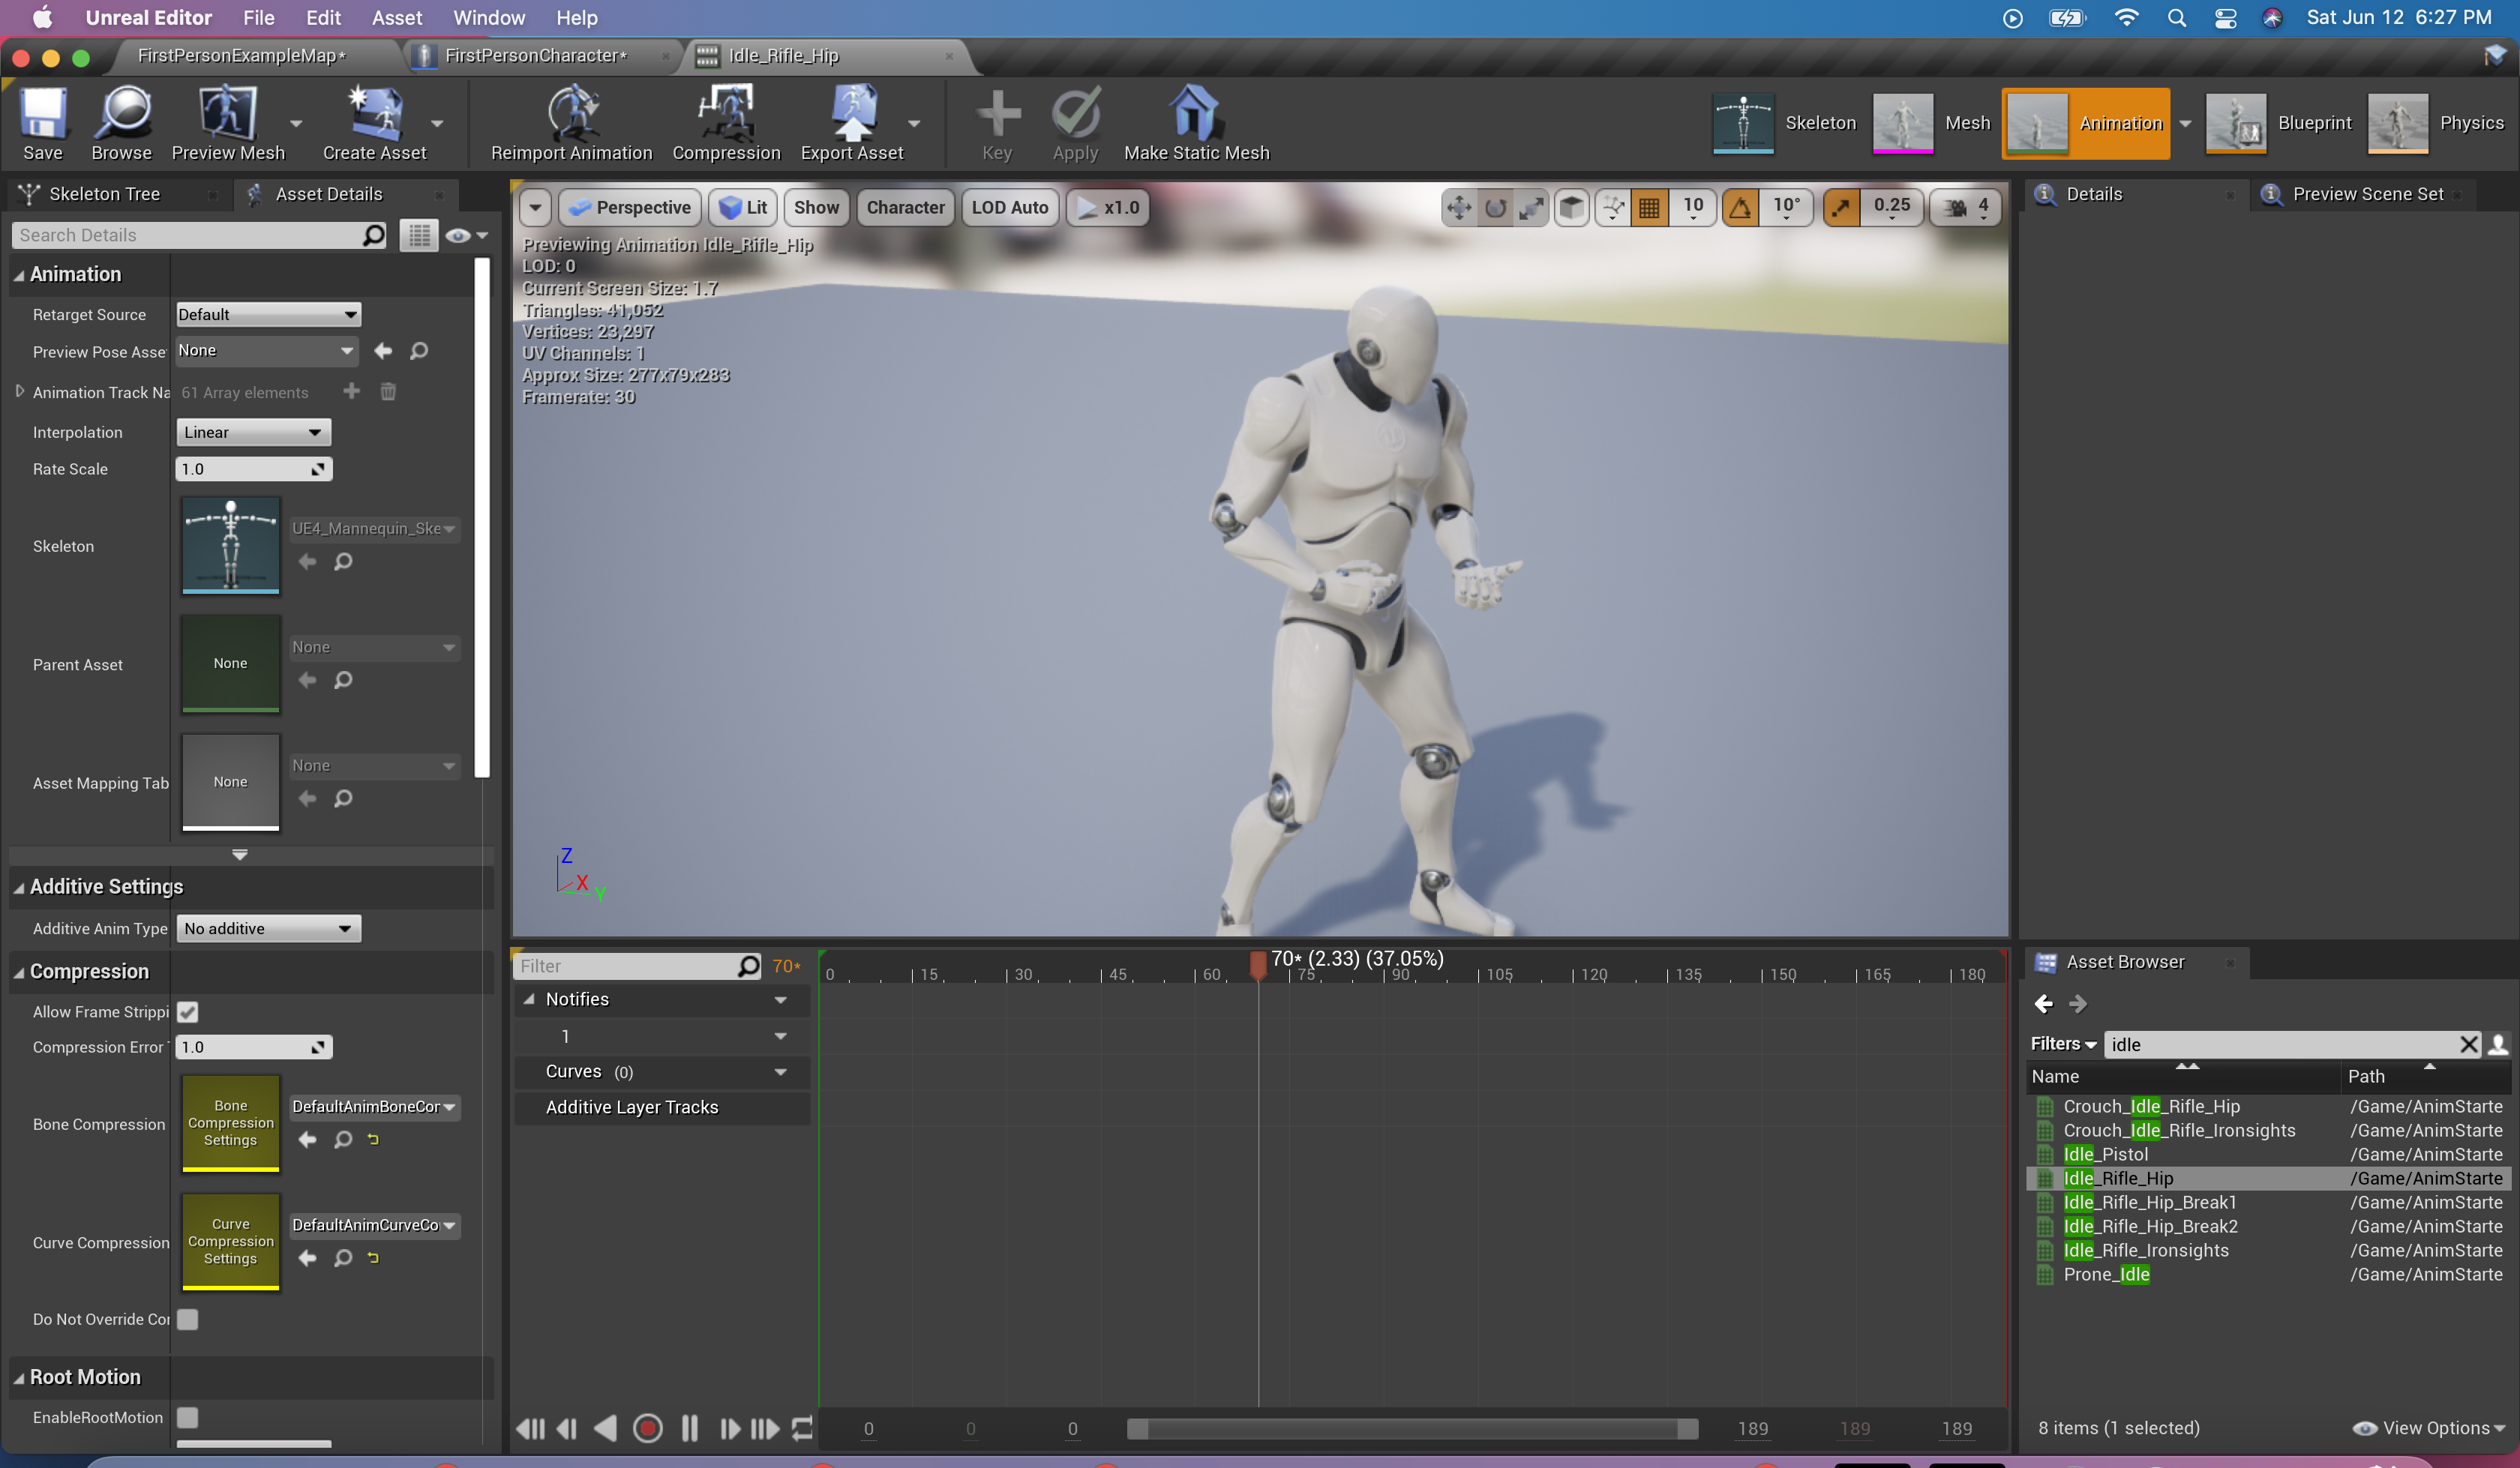 Unreal Editor File Edit Asset Window Help Sat Jun 12 6:27 PM
FirstPersonExampleMap* FirstPersonCharacter* Idle_Rifle_Hip
Save Browse Preview Mesh Create Asset Reimport Animation Compression Export Asset Key Apply Make Static Mesh Skeleton Mesh Animation Blueprint Physics
Skeleton Tree Asset Details
Search Details
Animation
Retarget Source Default
Preview Pose Asse None
Animation Track Na 61 Array elements
Interpolation Linear
Rate Scale 1.0
Skeleton UE4_Mannequin_Ske
Parent Asset None None
Asset Mapping Tab None None
Additive Settings
Additive Anim Type No additive
Compression
Allow Frame Strippi
Compression Error T 1.0
Bone Compression Bone Compression Settings DefaultAnimBoneCor
Curve Compression Curve Compression Settings DefaultAnimCurveCo
Do Not Override Cor
Root Motion
EnableRootMotion
Perspective Lit Show Character LOD Auto x1.0 10 10° 0.25 4
Previewing Animation Idle_Rifle_Hip
LOD: 0
Current Screen Size: 1.7
Triangles: 41,052
Vertices: 23,297
UV Channels: 1
Approx Size: 277x79x283
Framerate: 30
Z
X
Y
Filter 70*
70* (2.33) (37.05%)
0 15 30 45 60 75 90 105 120 135 150 165 180
Notifies
1
Curves (0)
Additive Layer Tracks
0 0 0 189 189 189
Details Preview Scene Set
Asset Browser
Filters idle
Name Path
Crouch_Idle_Rifle_Hip /Game/AnimStarte
Crouch_Idle_Rifle_Ironsights /Game/AnimStarte
Idle_Pistol /Game/AnimStarte
Idle_Rifle_Hip /Game/AnimStarte
Idle_Rifle_Hip_Break1 /Game/AnimStarte
Idle_Rifle_Hip_Break2 /Game/AnimStarte
Idle_Rifle_Ironsights /Game/AnimStarte
Prone_Idle /Game/AnimStarte
8 items (1 selected) View Options